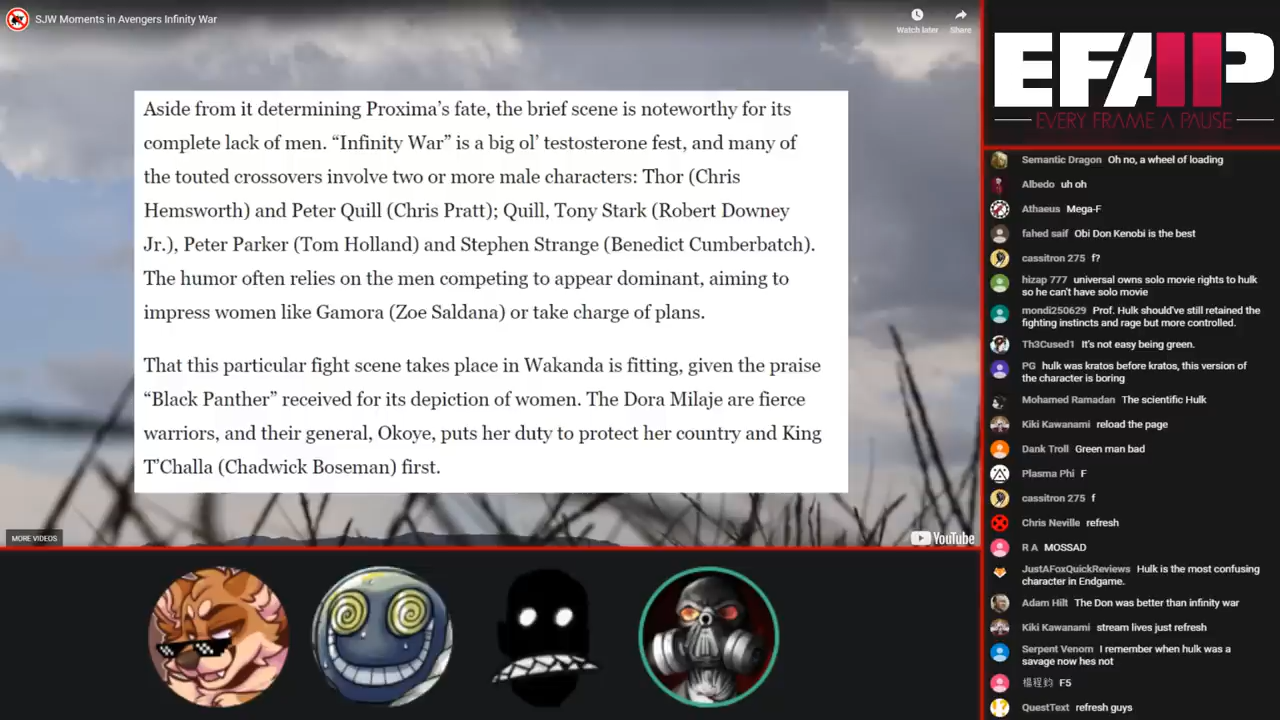 SJW Moments in Avengers Infinity War
Watch later
Share
Aside from it determining Proxima's fate, the brief scene is noteworthy for its
complete lack of men. “Infinity War” is a big ol’ testosterone fest, and many of
the touted crossovers involve two or more male characters: Thor (Chris
Hemsworth) and Peter Quill (Chris Pratt); Quill, Tony Stark (Robert Downey
Jr.), Peter Parker (Tom Holland) and Stephen Strange (Benedict Cumberbatch).
The humor often relies on the men competing to appear dominant, aiming to
impress women like Gamora (Zoe Saldana) or take charge of plans.
That this particular fight scene takes place in Wakanda is fitting, given the praise
“Black Panther” received for its depiction of women. The Dora Milaje are fierce
warriors, and their general, Okoye, puts her duty to protect her country and King
T’Challa (Chadwick Boseman) first.
MORE VIDEOS
YouTube
EFAP
EVERY FRAME A PAUSE
Semantic Dragon Oh no, a wheel of loading
Albedo uh oh
Athaeus Mega-F
fahed saif Obi Don Kenobi is the best
cassitron 275 f?
hizap 777 universal owns solo movie rights to hulk
so he can't have solo movie
mondi250629 Prof. Hulk should've still retained the
fighting instincts and rage but more controlled.
Th3Cused1 It's not easy being green.
PG hulk was kratos before kratos, this version of
the character is boring
Mohamed Ramadan The scientific Hulk
Kiki Kawanami reload the page
Dank Troll Green man bad
Plasma Phi F
cassitron 275 f
Chris Neville refresh
R A MOSSAD
JustAFoxQuickReviews Hulk is the most confusing
character in Endgame.
Adam Hilt The Don was better than infinity war
Kiki Kawanami stream lives just refresh
Serpent Venom I remember when hulk was a
savage now hes not
楊程鈞 F5
QuestText refresh guys